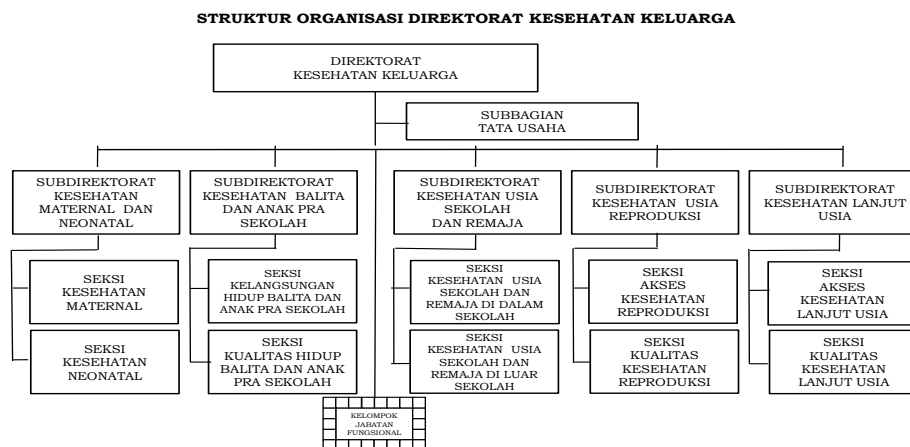 STRUKTUR ORGANISASI DIREKTORAT KESEHATAN KELUARGA
DIREKTORAT
KESEHATAN KELUARGA
SUBBAGIAN
TATA USAHA
SUBDIREKTORAT
KESEHATAN
MATERNAL DAN
NEONATAL
SUBDIREKTORAT
KESEHATAN BALITA
DAN ANAK PRA
SEKOLAH
SUBDIREKTORAT
KESEHATAN USIA
SEKOLAH
DAN REMAJA
SUBDIREKTORAT
KESEHATAN USIA
REPRODUKSI
SUBDIREKTORAT
KESEHATAN LANJUT
USIA
SEKSI
KESEHATAN
MATERNAL
SEKSI
KELANGSUNGAN
HIDUP BALITA DAN
ANAK PRA SEKOLAH
SEKSI
KESEHATAN USIA
SEKOLAH DAN
REMAJA DI DALAM
SEKOLAH
SEKSI
AKSES
KESEHATAN
REPRODUKSI
SEKSI
AKSES
KESEHATAN
LANJUT USIA
SEKSI
KESEHATAN
NEONATAL
SEKSI
KUALITAS HIDUP
BALITA DAN ANAK
PRA SEKOLAH
SEKSI
KESEHATAN USIA
SEKOLAH DAN
REMAJA DI LUAR
SEKOLAH
SEKSI
KUALITAS
KESEHATAN
REPRODUKSI
SEKSI
KUALITAS
KESEHATAN
LANJUT USIA
KELOMPOK
JABATAN
FUNGSIONAL